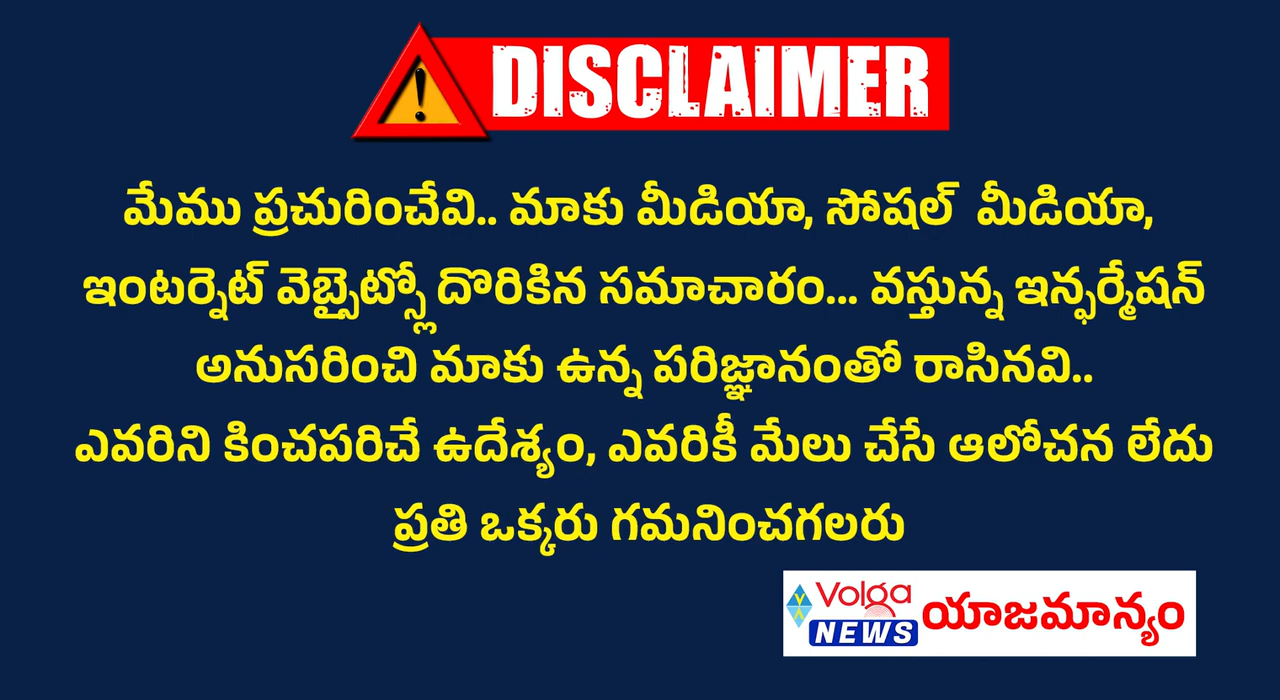 DISCLAIMER
మేము ప్రచురించేవి.. మాకు మీడియా, సోషల్ మీడియా,
ఇంటర్నెట్ వెబ్సైట్స్లో దొరికిన సమాచారం... వస్తున్న ఇన్ఫర్మేషన్
అనుసరించి మాకు ఉన్న పరిజ్ఞానంతో రాసినవి..
ఎవరిని కించపరిచే ఉదేశ్యం, ఎవరికీ మేలు చేసే ఆలోచన లేదు
ప్రతి ఒక్కరు గమనించగలరు
Volga
NEWS
యాజమాన్యం